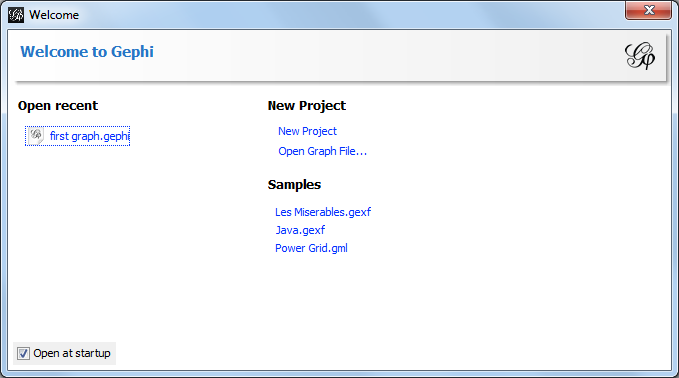 Welcome
Welcome to Gephi
Open recent
first graph.gephi
New Project
New Project
Open Graph File...
Samples
Les Miserables.gexf
Java.gexf
Power Grid.gml
Open at startup